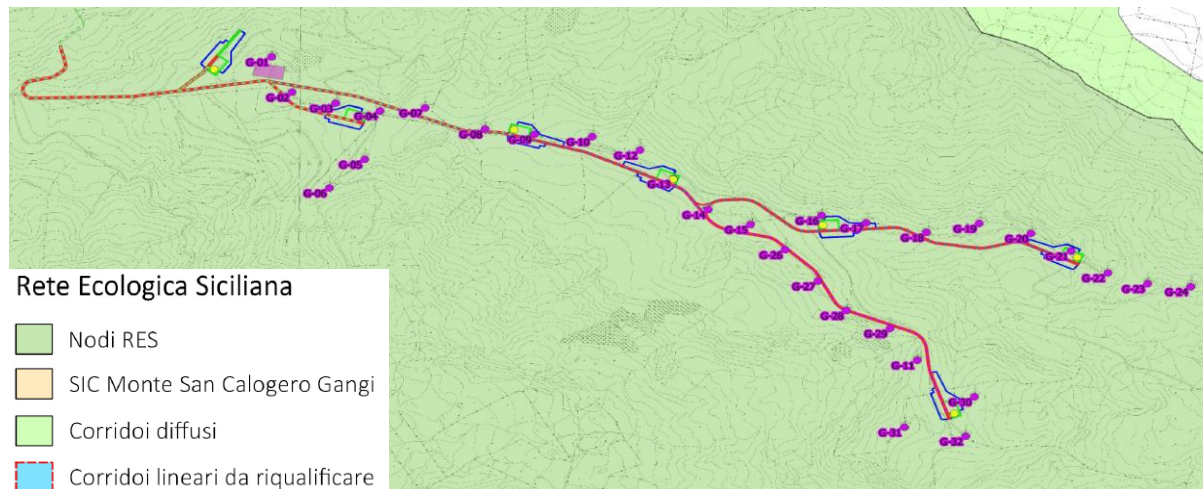 G-01
G-02
G-03
G-04
G-07
G-08
G-09
G-10
G-12
G-05
G-06
G-13
G-14
G-15
G-16
G-17
G-18
G-19
G-20
G-21
G-22
G-23
G-24
G-26
G-27
G-28
G-29
G-11
G-30
G-31
G-32
Rete Ecologica Siciliana
Nodi RES
SIC Monte San Calogero Gangi
Corridoi diffusi
Corridoi lineari da riqualificare